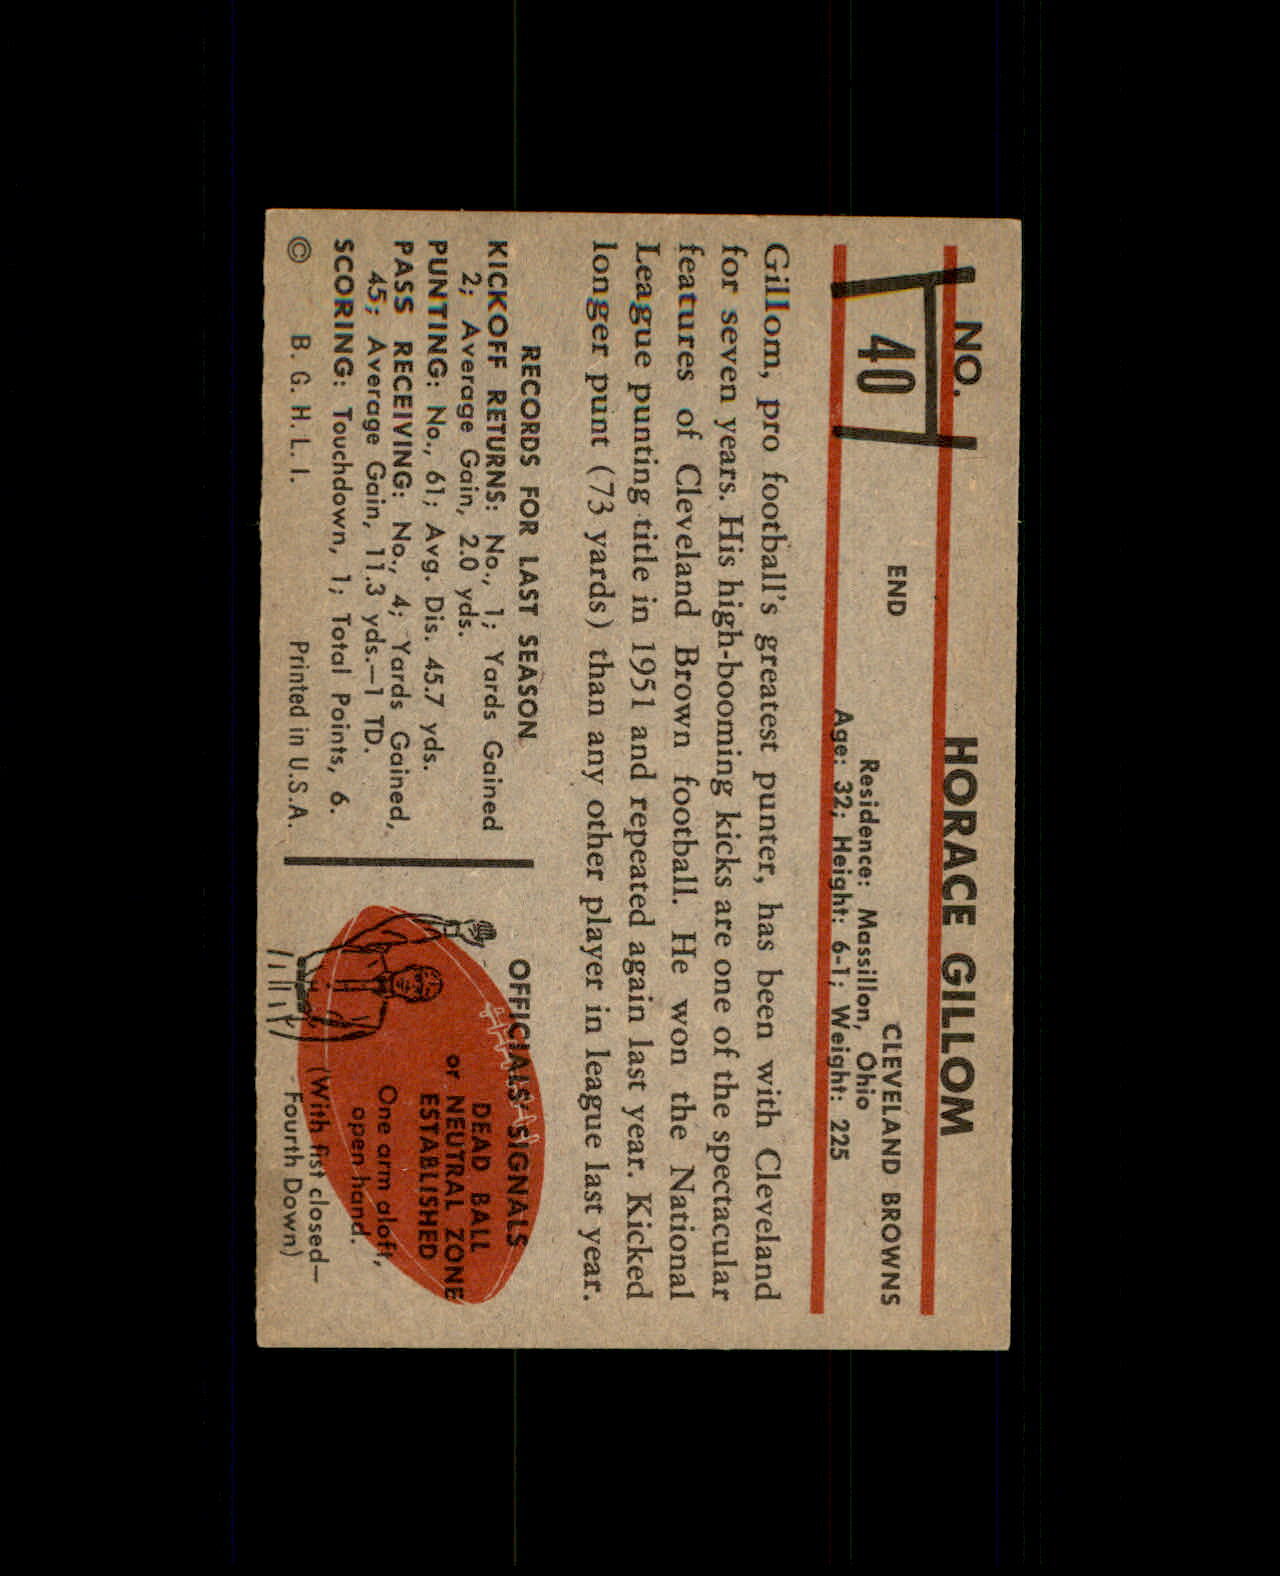 NO.
40
HORACE GILLOM
END
CLEVELAND BROWNS
Residence: Massillon, Ohio
Age: 32; Height: 6-1; Weight: 225
Gillom, pro football's greatest punter, has been with Cleveland
for seven years. His high-booming kicks are one of the spectacular
features of Cleveland Brown football. He won the National
League punting title in 1951 and repeated again last year. Kicked
longer punt (73 yards) than any other player in league last year.
RECORDS FOR LAST SEASON
KICKOFF RETURNS: No., 1; Yards Gained
2; Average Gain, 2.0 yds.
PUNTING: No., 61; Avg. Dis. 45.7 yds.
PASS RECEIVING: No., 4; Yards Gained,
45; Average Gain, 11.3 yds.—1 TD.
SCORING: Touchdown, 1; Total Points, 6.
© B. G. H. L. I. Printed in U.S.A.
OFFICIALS' SIGNALS
DEAD BALL
or NEUTRAL ZONE
ESTABLISHED
One arm aloft,
open hand.
(With fist closed—
Fourth Down)